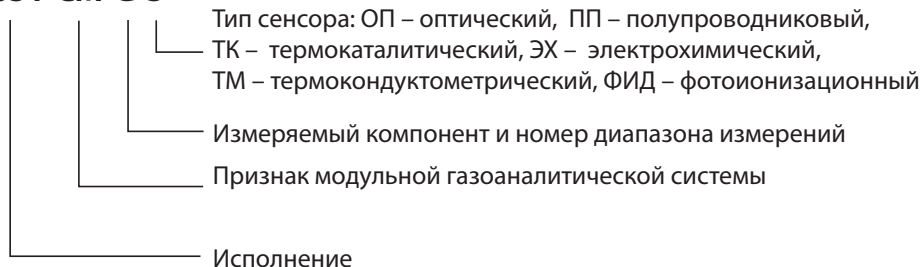 Тип сенсора: ОП – оптический, ПП – полупроводниковый,
ТК – термокаталитический, ЭХ – электрохимический,
ТМ – термокондуктометрический, ФИД – фотоионизационный
Измеряемый компонент и номер диапазона измерений
Признак модульной газоаналитической системы
Исполнение